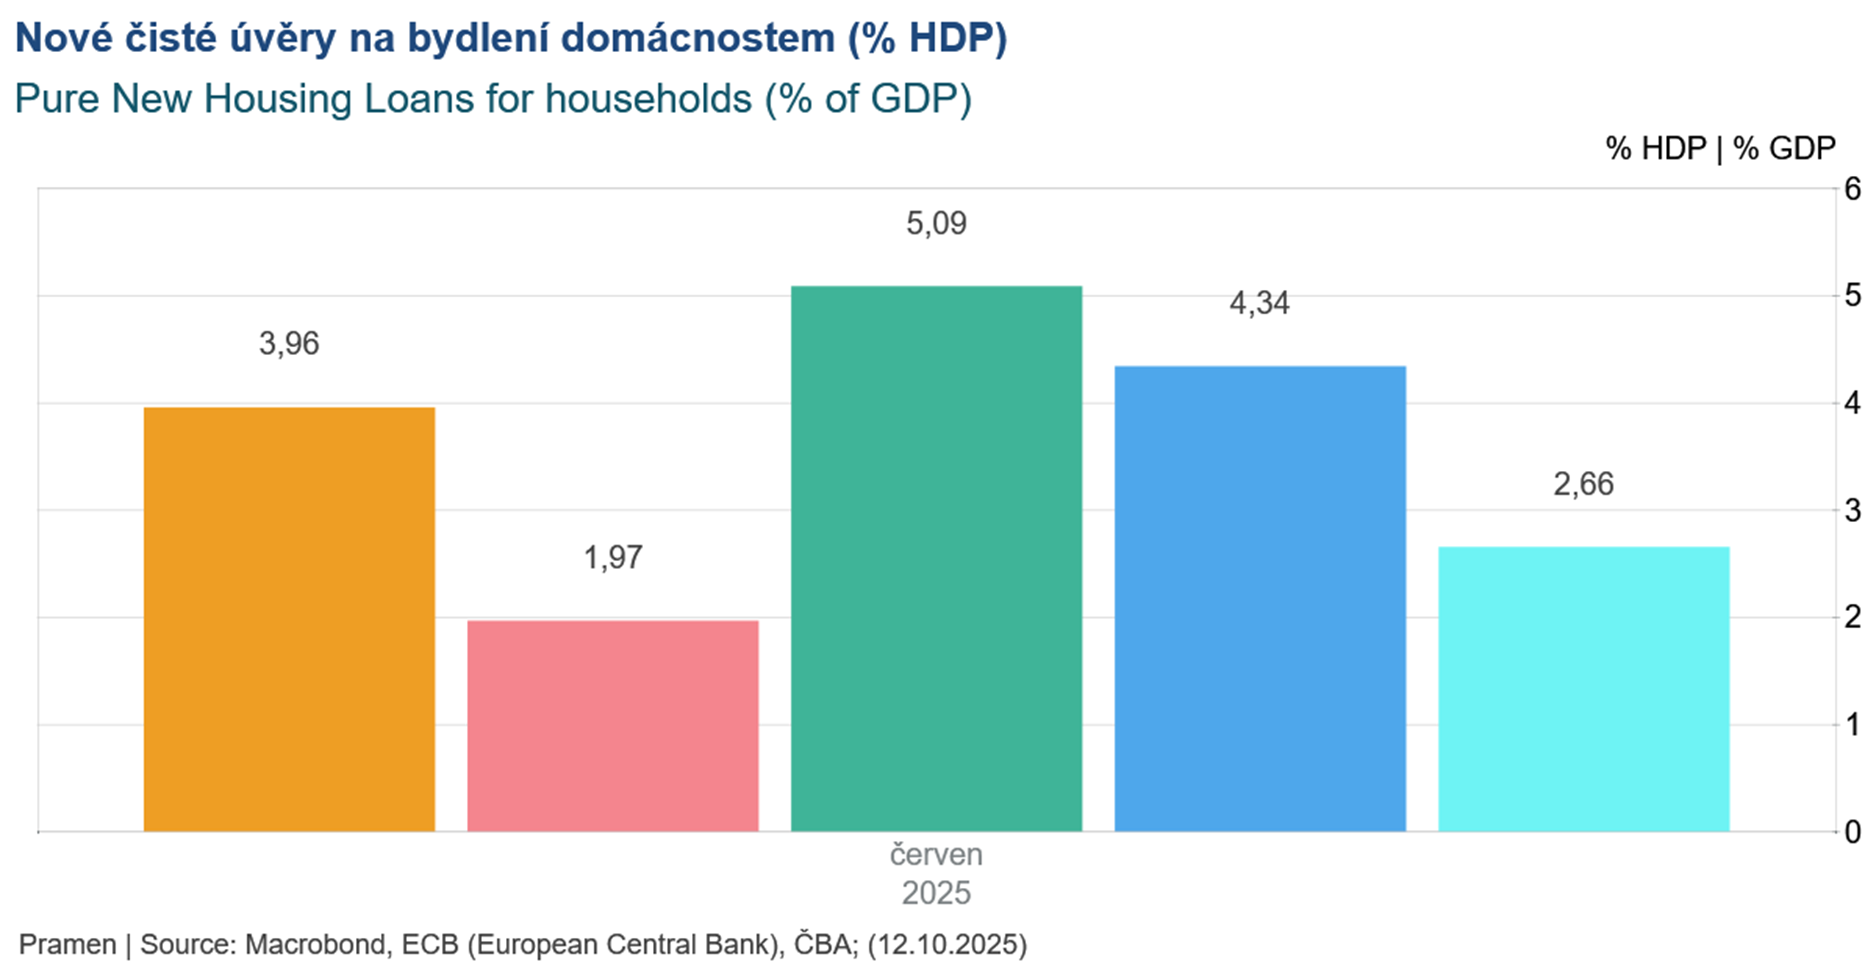 Nové čisté úvěry na bydlení domácnostem (% HDP)
Pure New Housing Loans for households (% of GDP)
% HDP | % GDP
6
5,09
5
4,34
3,96
4
2,66
3
1,97
2
1
0
červen
2025
Pramen | Source: Macrobond, ECB (European Central Bank), ČBA; (12.10.2025)